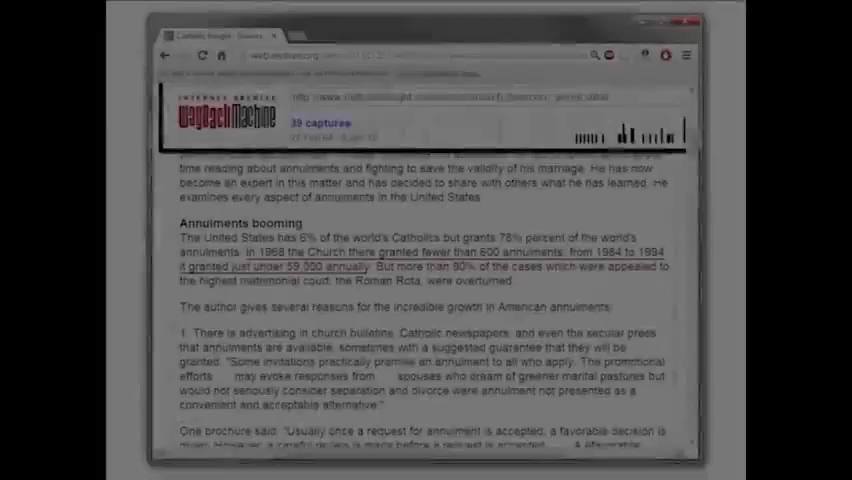 INTERNET ARCHIVE
WayBackMachine
39 captures
time reading about annulments and fighting to save the validity of his marriage. He has now
become an expert in this matter and has decided to share with others what he has learned. He
examines every aspect of annulments in the United States.
Annulments booming
The United States has 6% of the world's Catholics but grants 78% percent of the world's
annulments. In 1968 the Church there granted fewer than 600 annulments; from 1984 to 1994
it granted just under 59,000 annually. But more than 90% of the cases which were appealed to
the highest matrimonial court, the Roman Rota, were overturned.
The author gives several reasons for the incredible growth in American annulments:
1. There is advertising in church bulletins, Catholic newspapers, and even the secular press
that annulments are available, sometimes with a suggested guarantee that they will be
granted. "Some invitations practically promise an annulment to all who apply. The promotional
efforts may evoke responses from spouses who dream of greener marital pastures but
would not seriously consider separation and divorce were annulment not presented as a
convenient and acceptable alternative."
One brochure said: "Usually once a request for annulment is accepted, a favorable decision is
However, a careful review is made before a request is accepted